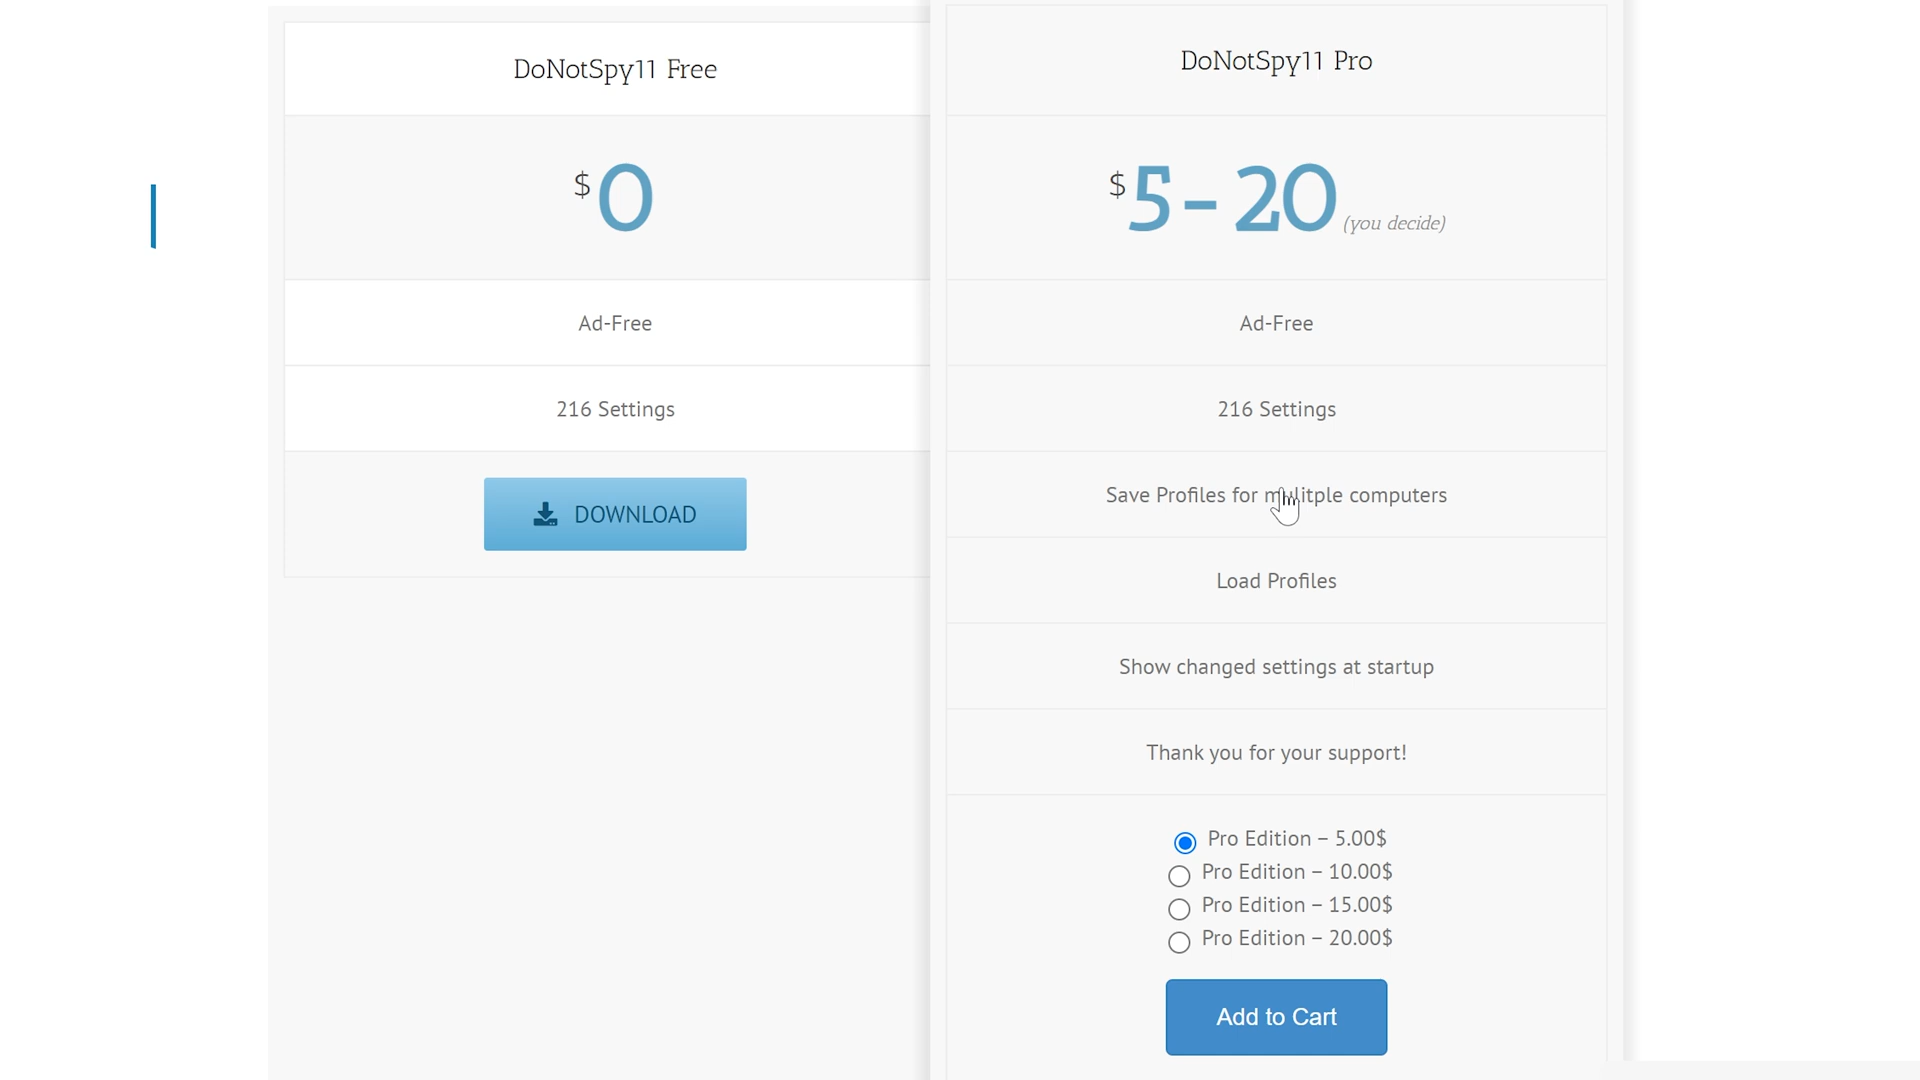 DoNotSpy11 Free
$0
Ad-Free
216 Settings
DOWNLOAD
DoNotSpy11 Pro
$5-20 (you decide)
Ad-Free
216 Settings
Save Profiles for mulitple computers
Load Profiles
Show changed settings at startup
Thank you for your support!
Pro Edition – 5.00$
Pro Edition – 10.00$
Pro Edition – 15.00$
Pro Edition – 20.00$
Add to Cart